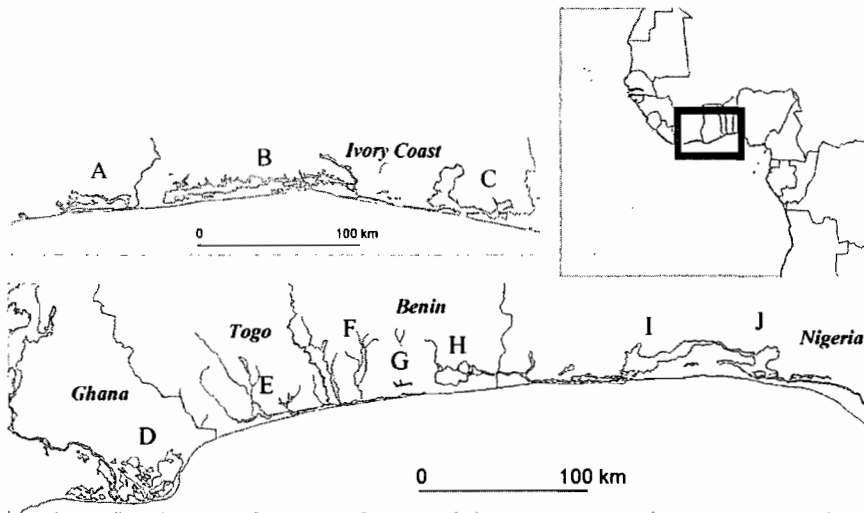 A
B
Ivory Coast
C
0 100 km
Togo
F
Benin
G
H
I
J
Nigeria
Ghana
E
D
0 100 km